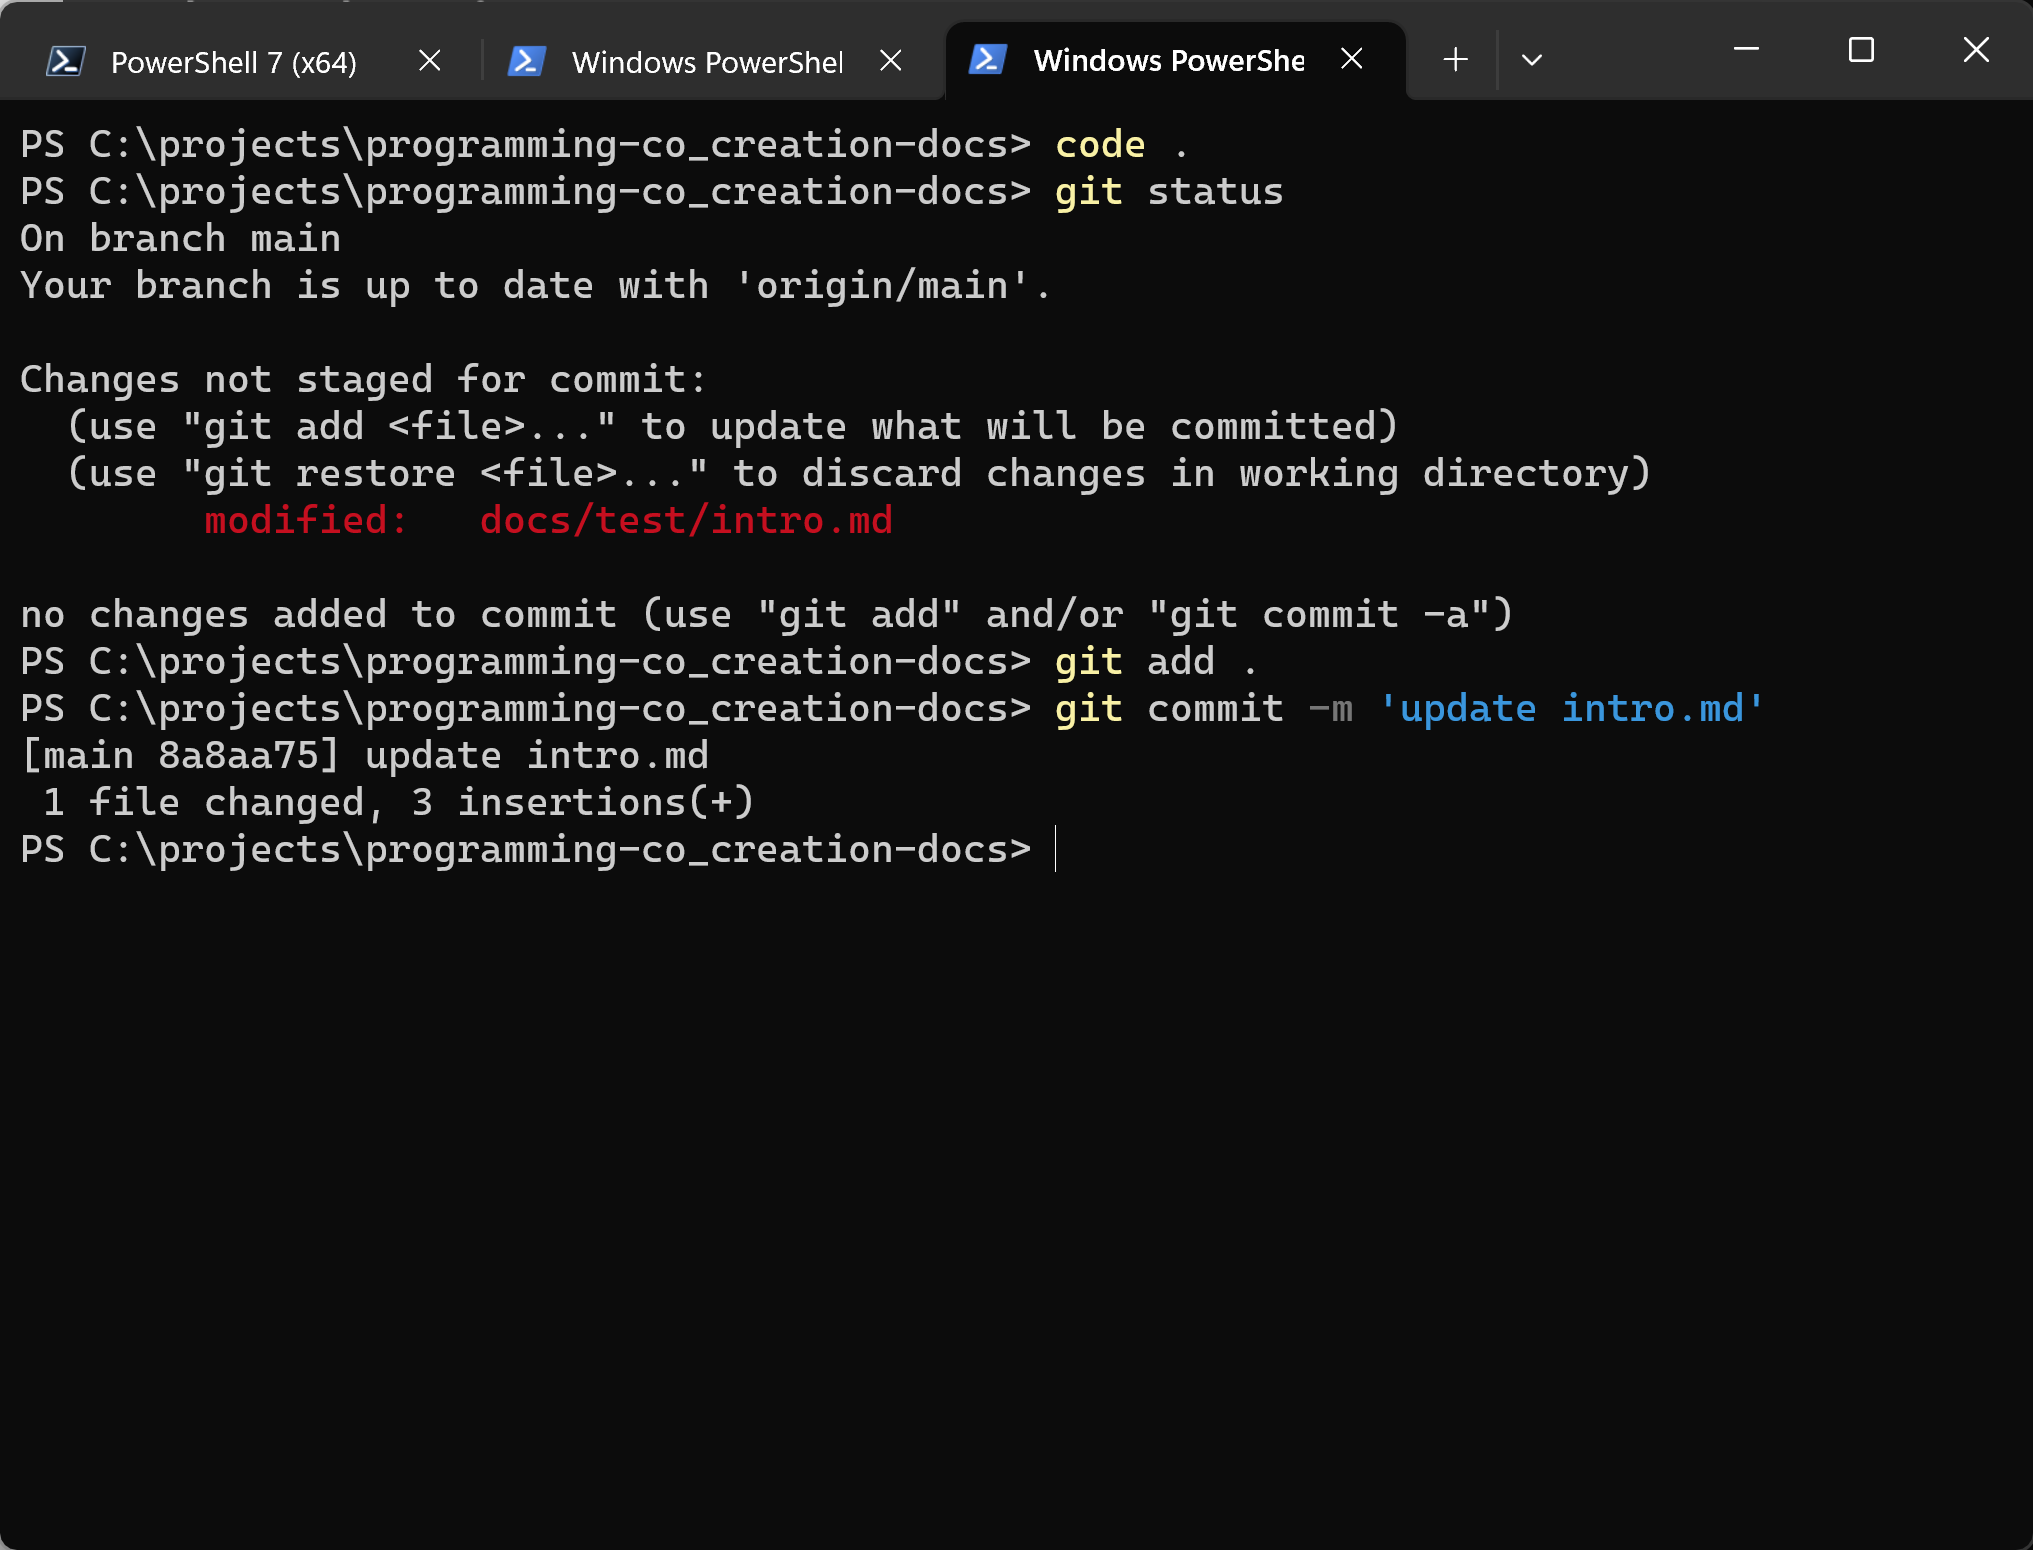 PowerShell 7 (x64)
Windows PowerShel
Windows PowerShe
PS C:\projects\programming-co_creation-docs> code .
PS C:\projects\programming-co_creation-docs> git status
On branch main
Your branch is up to date with 'origin/main'.
Changes not staged for commit:
  (use "git add <file>..." to update what will be committed)
  (use "git restore <file>..." to discard changes in working directory)
        modified:   docs/test/intro.md
no changes added to commit (use "git add" and/or "git commit -a")
PS C:\projects\programming-co_creation-docs> git add .
PS C:\projects\programming-co_creation-docs> git commit -m 'update intro.md'
[main 8a8aa75] update intro.md
 1 file changed, 3 insertions(+)
PS C:\projects\programming-co_creation-docs>